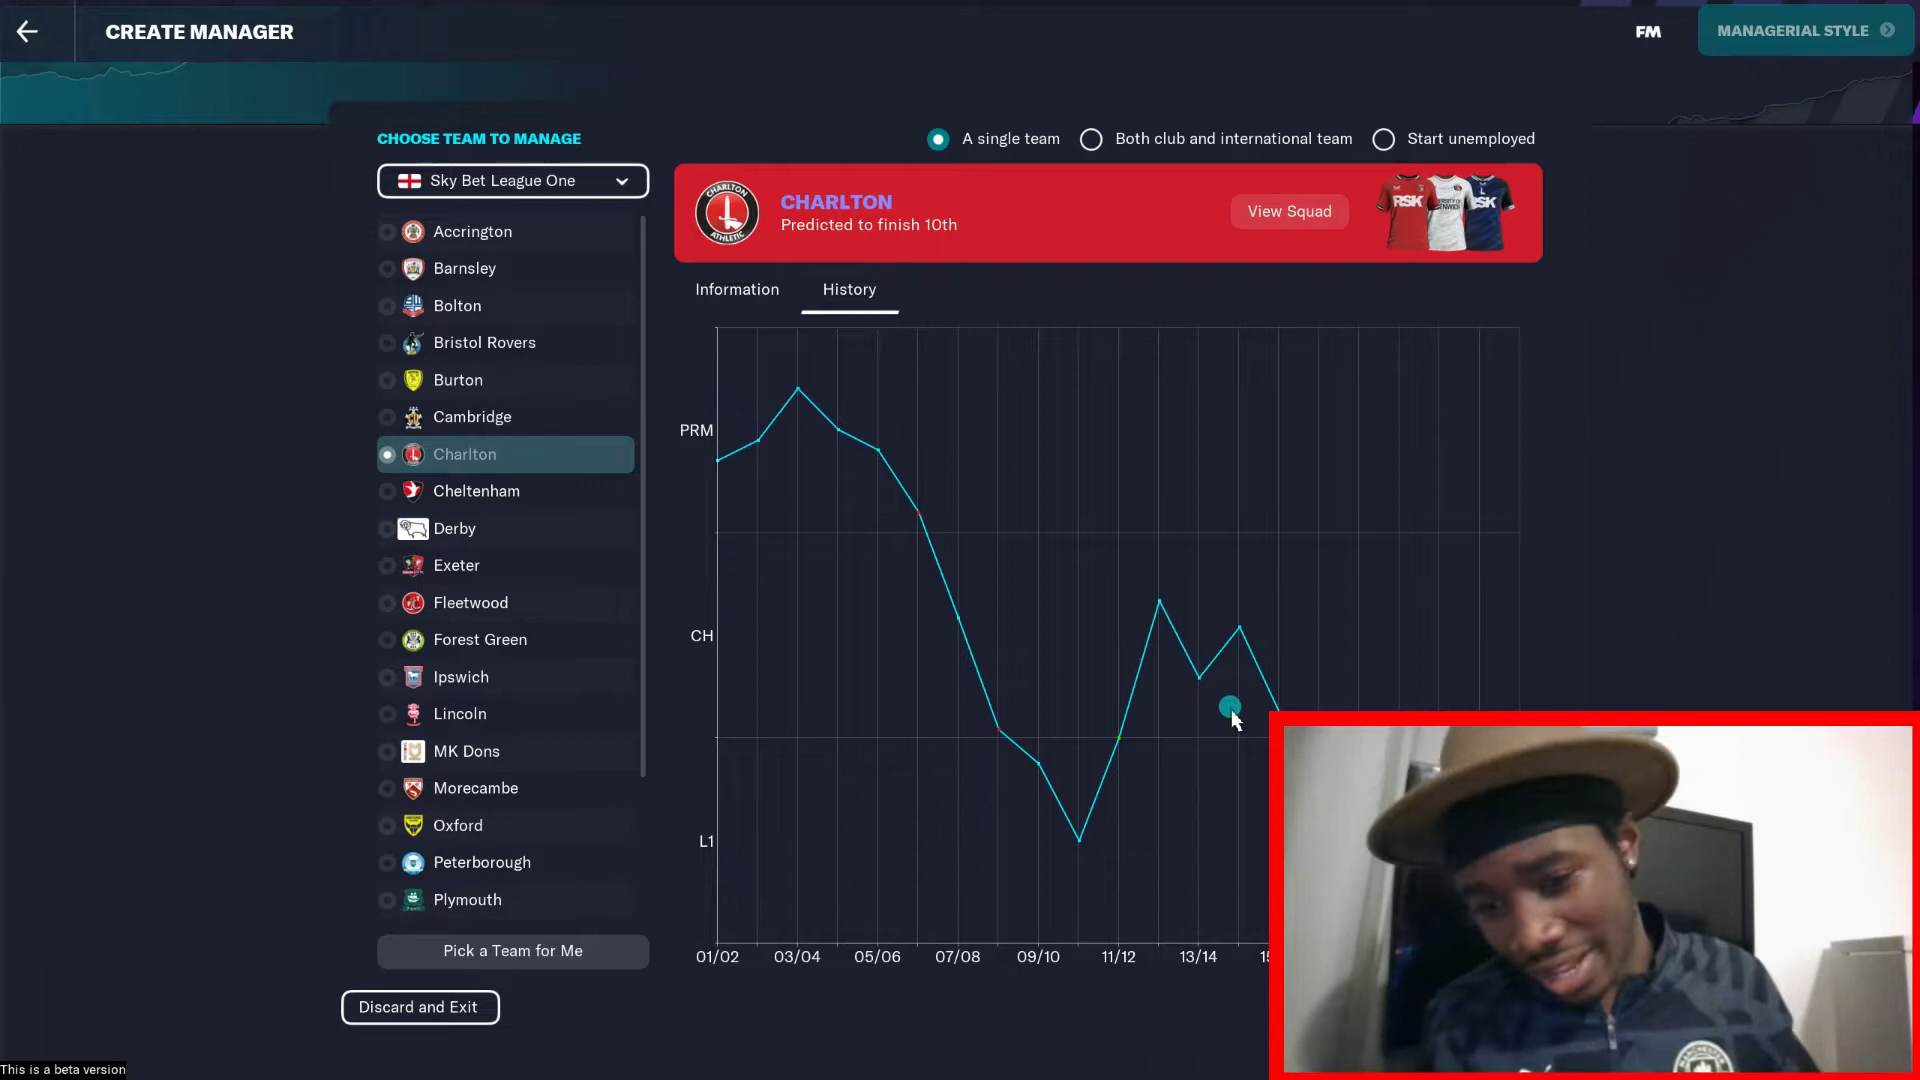 CREATE MANAGER
FM
MANAGERIAL STYLE
CHOOSE TEAM TO MANAGE
A single team
Both club and international team
Start unemployed
Sky Bet League One
CHARLTON
Predicted to finish 10th
View Squad
CHARLTON
ATHLETIC
RSK
Information
History
Accrington
Barnsley
Bolton
Bristol Rovers
Burton
Cambridge
Charlton
Cheltenham
Derby
Exeter
Fleetwood
Forest Green
Ipswich
Lincoln
MK Dons
Morecambe
Oxford
Peterborough
Plymouth
PRM
CH
L1
01/02
03/04
05/06
07/08
09/10
11/12
13/14
Pick a Team for Me
Discard and Exit
This is a beta version
MANCHESTER